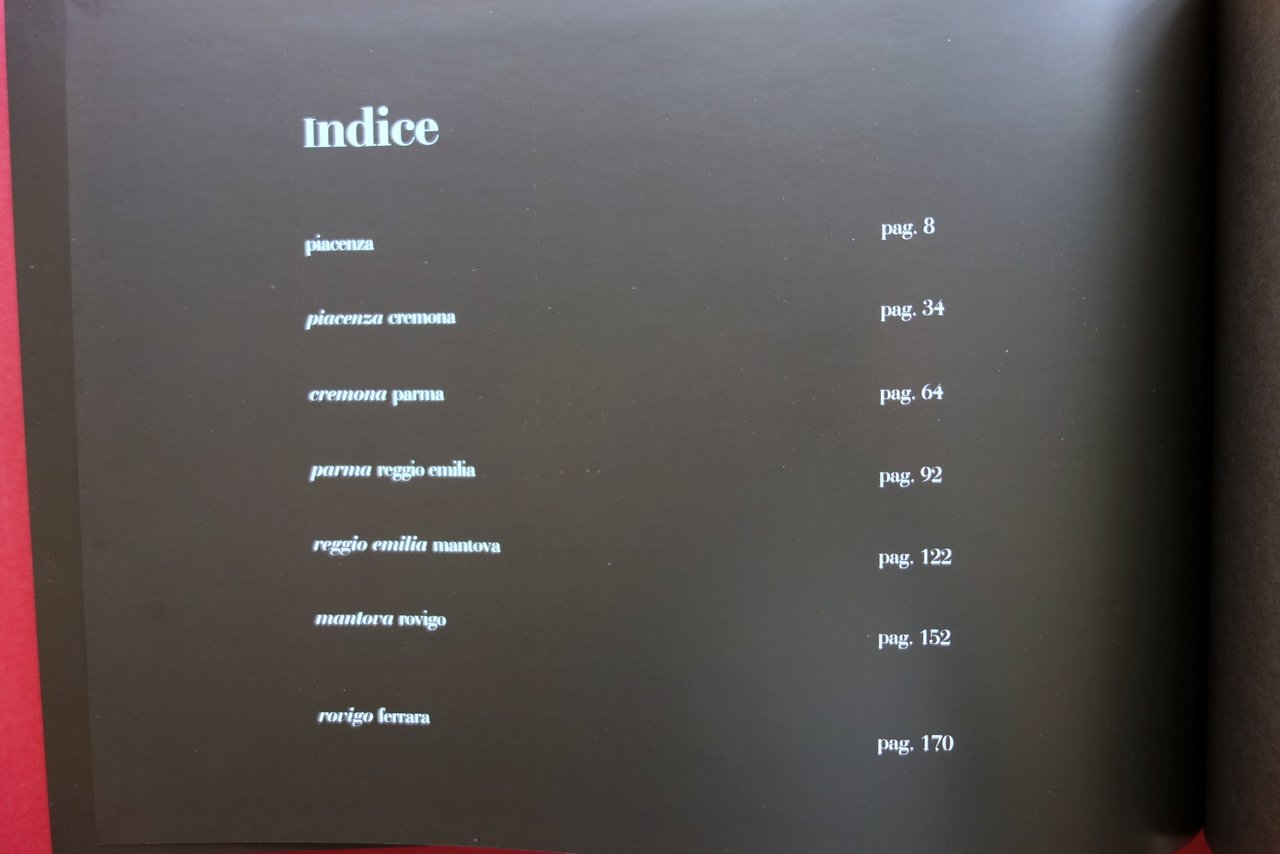 Indice
piacenza pag. 8
piacenza cremona pag. 34
cremona parma pag. 64
parma reggio emilia pag. 92
reggio emilia mantova pag. 122
mantova rovigo pag. 152
rovigo ferrara pag. 170